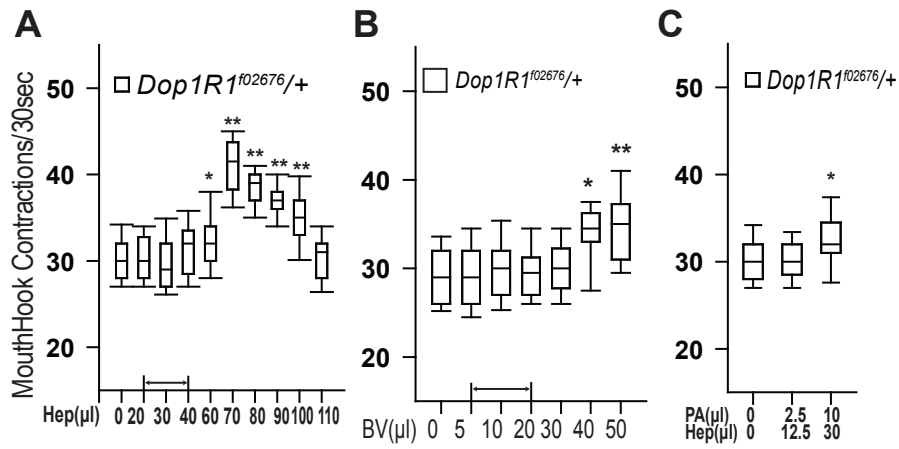 A
MouthHook Contractions/30sec
50
40
30
20
Dop1R1f02676/+
*
**
**
**
**
Hep(µl) 0 20 30 40 60 70 80 90 100 110
B
50
40
30
20
Dop1R1f02676/+
*
**
BV(µl) 0 5 10 20 30 40 50
C
50
40
30
20
Dop1R1f02676/+
*
PA(µl) 0 2.5 10
Hep(µl) 0 12.5 30